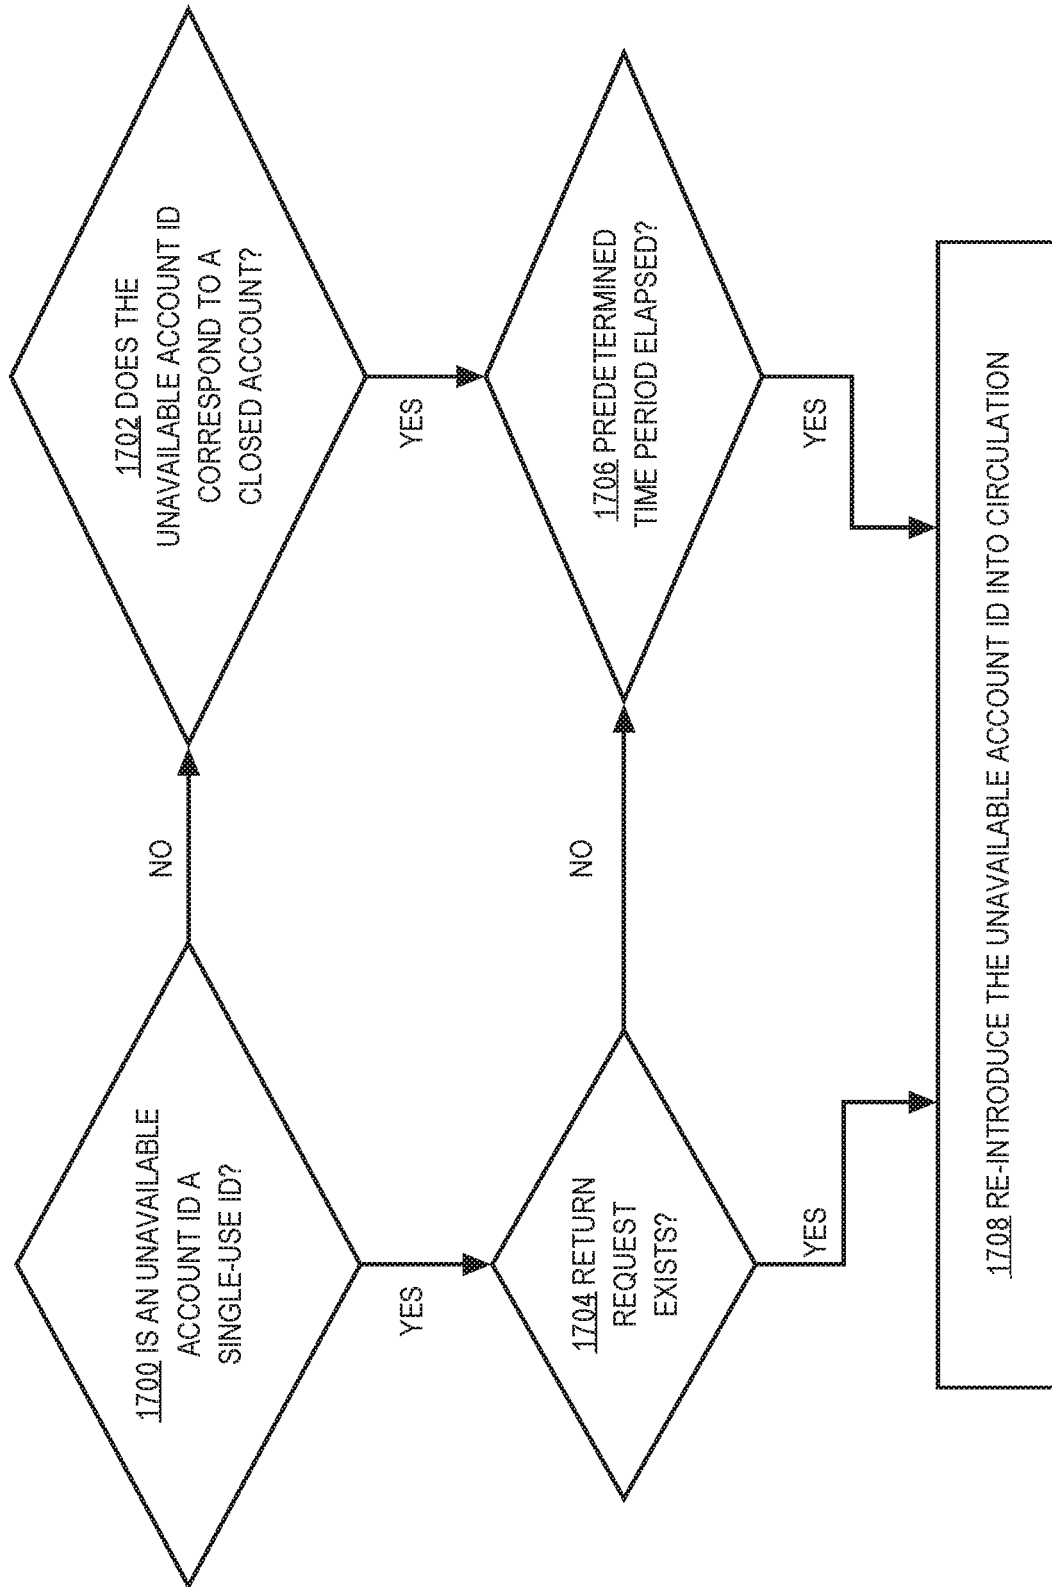 1700 IS AN UNAVAILABLE
ACCOUNT ID A
SINGLE-USE ID?
NO
1702 DOES THE
UNAVAILABLE ACCOUNT ID
CORRESPOND TO A
CLOSED ACCOUNT?
YES
YES
1704 RETURN
REQUEST
EXISTS?
NO
1706 PREDETERMINED
TIME PERIOD ELAPSED?
YES
YES
1708 RE-INTRODUCE THE UNAVAILABLE ACCOUNT ID INTO CIRCULATION